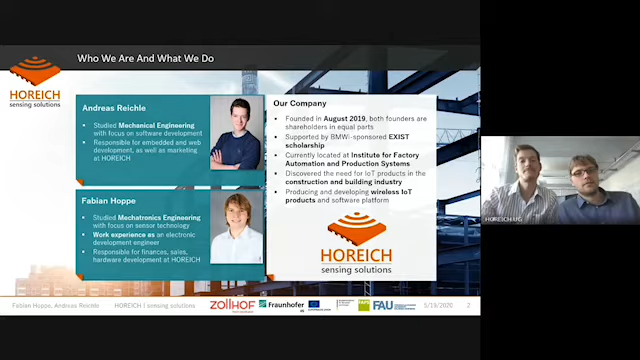 Who We Are And What We Do
HOREICH
sensing solutions
Andreas Reichle
Studied Mechanical Engineering
with focus on software development
Responsible for embedded and web
development, as well as marketing
at HOREICH
Fabian Hoppe
Studied Mechatronics Engineering
with focus on sensor technology
Work experience as an electronic
development engineer
Responsible for finances, sales,
hardware development at HOREICH
Our Company
Founded in August 2019, both founders are
shareholders in equal parts
Supported by BMWi-sponsored EXIST
scholarship
Currently located at Institute for Factory
Automation and Production Systems
Discovered the need for IoT products in the
construction and building industry
Producing and developing wireless IoT
products and software platform
HOREICH
sensing solutions
HOREICH UG
Fabian Hoppe, Andreas Reichle HOREICH | sensing solutions ZOLLHOF Fraunhofer IIS FAPS FAU 5/19/2020 2